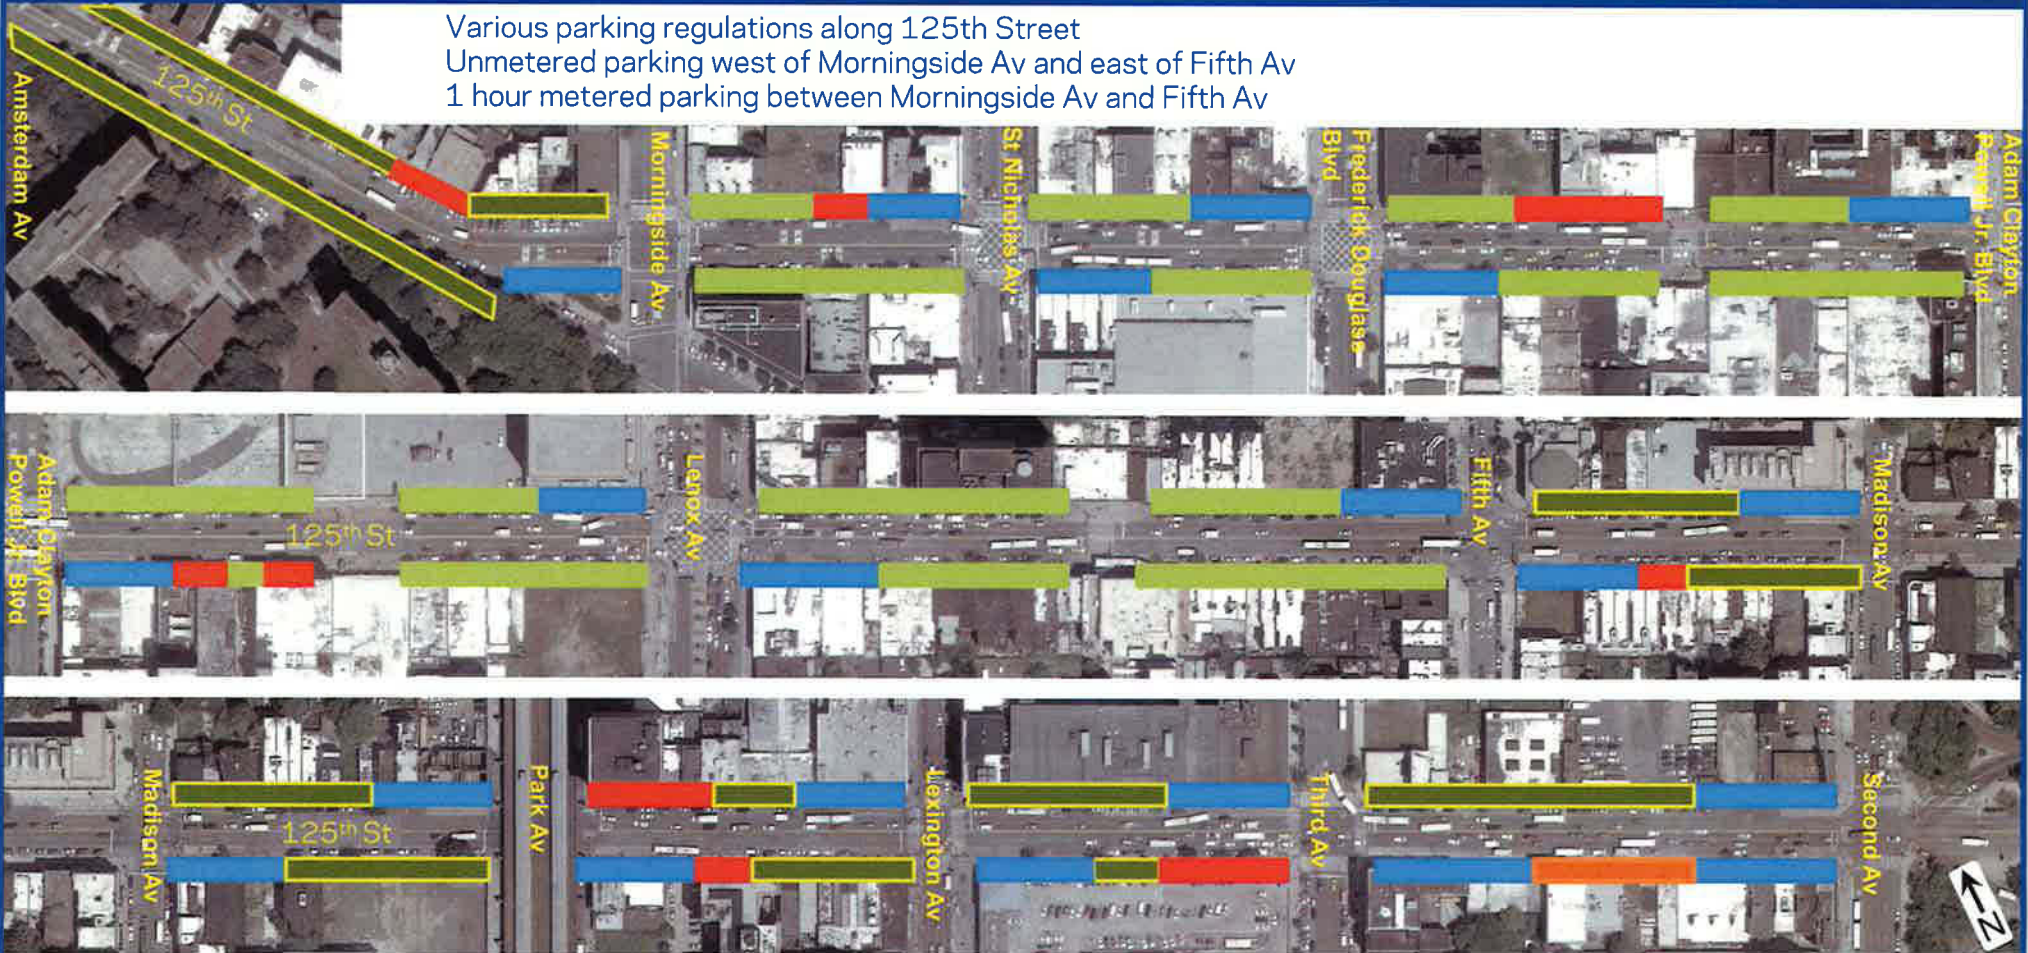 Various parking regulations along 125th Street
Unmetered parking west of Morningside Av and east of Fifth Av
1 hour metered parking between Morningside Av and Fifth Av
Amsterdam Av
125th St
Morningside Av
St Nicholas Av
Frederick Douglass
Blvd
Adam Clayton
Powell Jr. Blvd
Adam Clayton
Powell Jr. Blvd
125th St
Lenox Av
Fifth Av
Madison Av
Madison Av
125th St
Park Av
Lexington Av
Third Av
Second Av
N